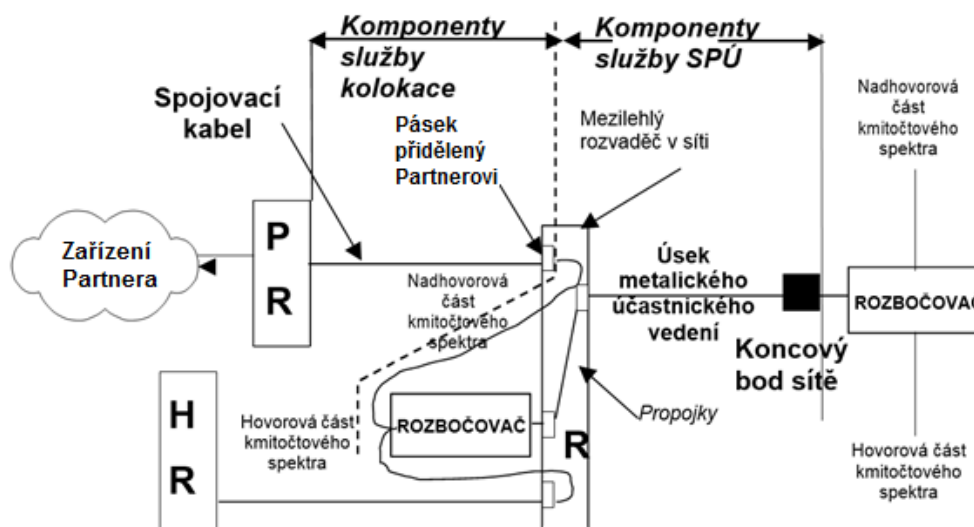 Komponenty
služby
kolokace
Komponenty
služby SPÚ
Spojovací
kabel
Pásek
přidělený
Partnerovi
Mezilehlý
rozvaděč v síti
Nadhovorová
část
kmitočtového
spektra
Zařízení
Partnera
P
R
Nadhovorová
část
kmitočtového
spektra
Úsek
metalického
účastnického
vedení
ROZBOČOVAČ
Koncový
bod sítě
H
R
Hovorová část
kmitočtového
spektra
ROZBOČOVAČ
R
Propojky
Hovorová část
kmitočtového
spektra